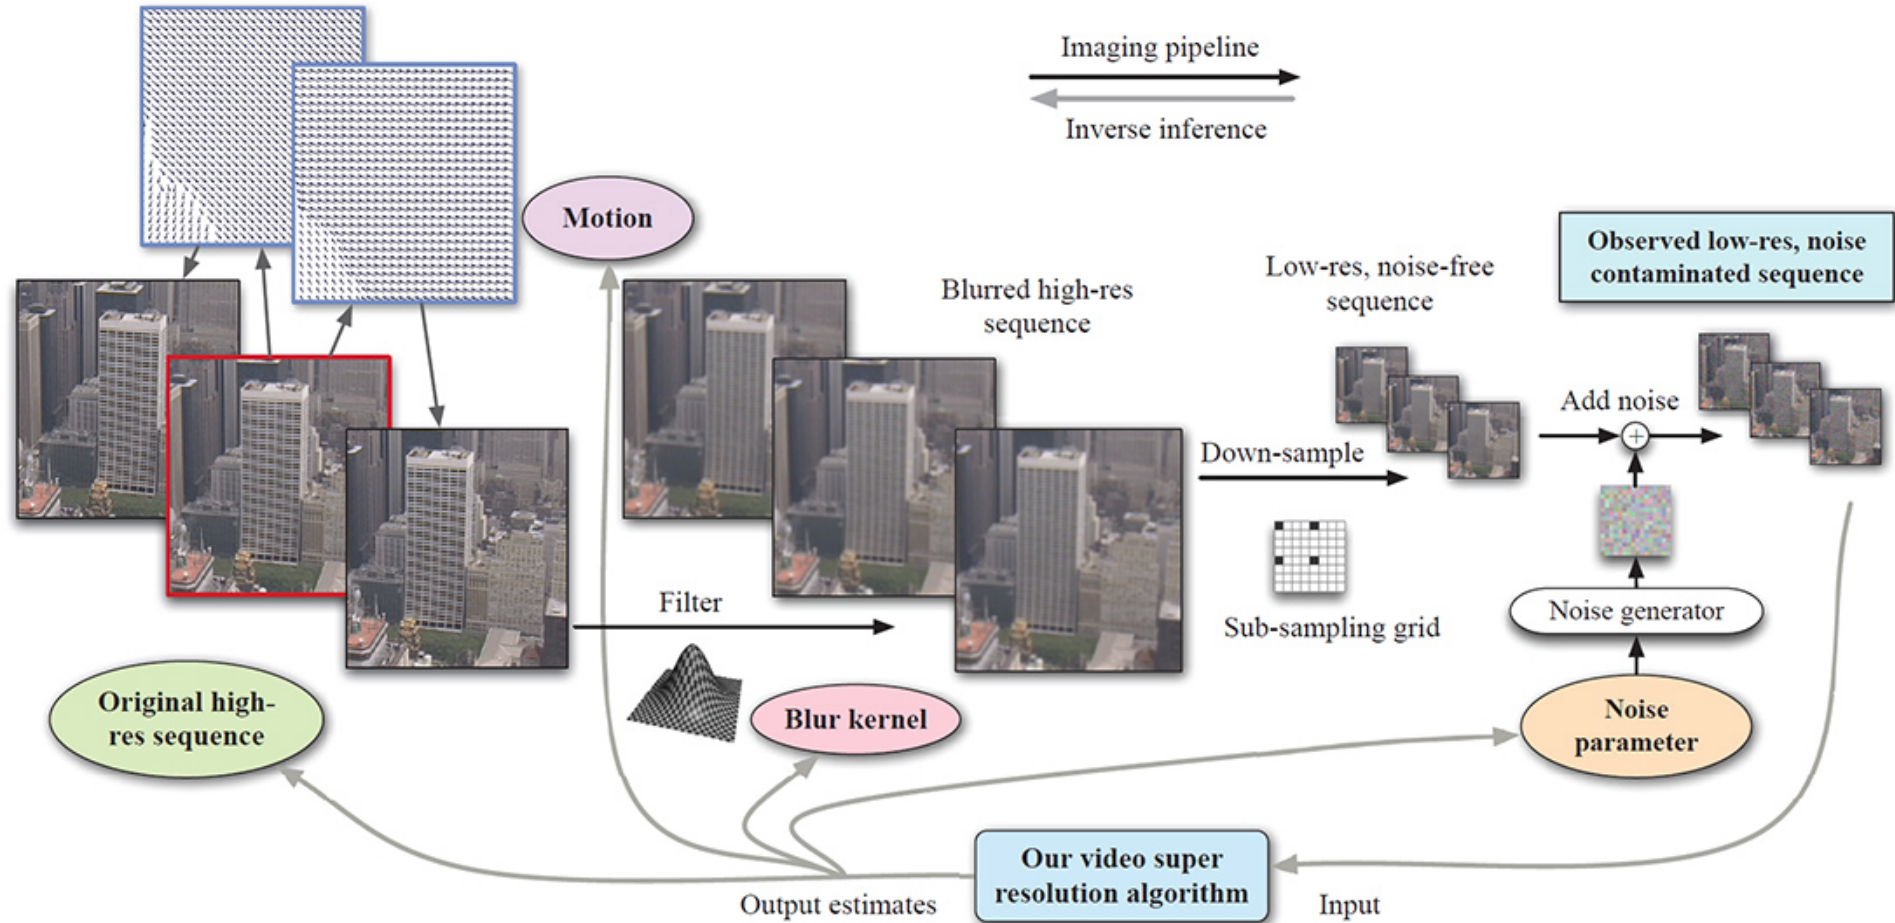 Imaging pipeline
Inverse inference
Motion
Observed low-res, noise
contaminated sequence
Low-res, noise-free
sequence
Blurred high-res
sequence
Add noise
+
Down-sample
Sub-sampling grid
Filter
Noise generator
Original high-
res sequence
Blur kernel
Noise
parameter
Our video super
resolution algorithm
Output estimates
Input